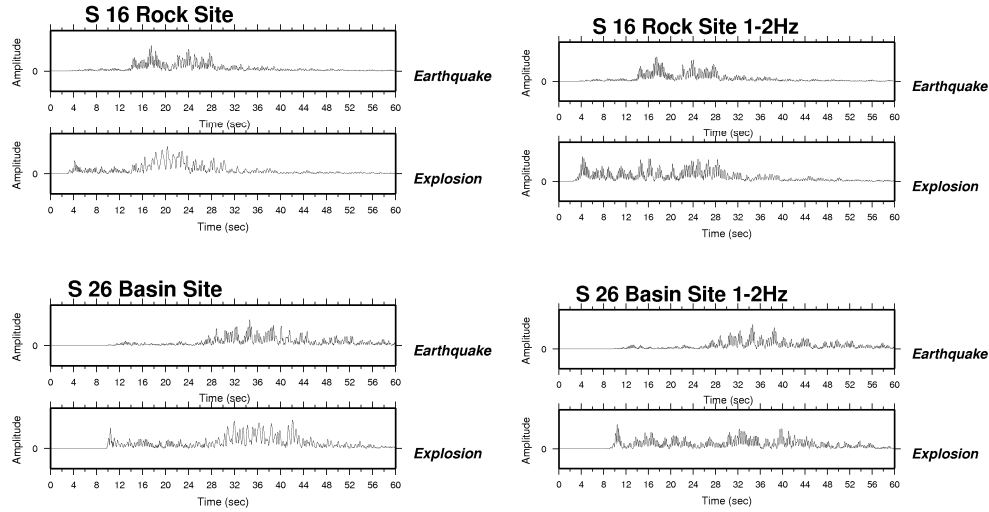 S 16 Rock Site
Amplitude
0
Earthquake
0 4 8 12 16 20 24 28 32 36 40 44 48 52 56 60
Time (sec)
Amplitude
0
Explosion
0 4 8 12 16 20 24 28 32 36 40 44 48 52 56 60
Time (sec)
S 16 Rock Site 1-2Hz
Amplitude
0
Earthquake
0 4 8 12 16 20 24 28 32 36 40 44 48 52 56 60
Time (sec)
Amplitude
0
Explosion
0 4 8 12 16 20 24 28 32 36 40 44 48 52 56 60
Time (sec)
S 26 Basin Site
Amplitude
0
Earthquake
0 4 8 12 16 20 24 28 32 36 40 44 48 52 56 60
Time (sec)
Amplitude
0
Explosion
0 4 8 12 16 20 24 28 32 36 40 44 48 52 56 60
Time (sec)
S 26 Basin Site 1-2Hz
Amplitude
0
Earthquake
0 4 8 12 16 20 24 28 32 36 40 44 48 52 56 60
Time (sec)
Amplitude
0
Explosion
0 4 8 12 16 20 24 28 32 36 40 44 48 52 56 60
Time (sec)